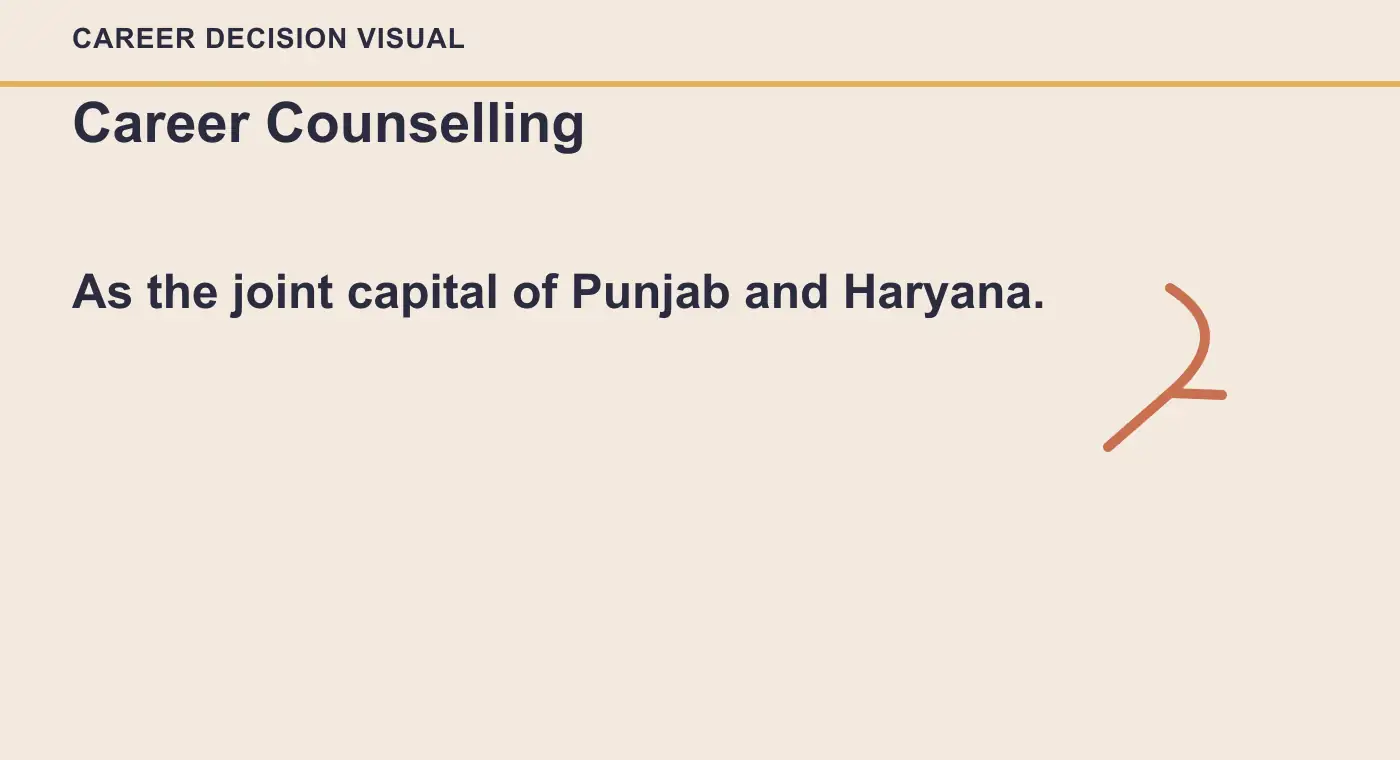 CAREER DECISION VISUAL
Career Counselling
As the joint capital of Punjab and Haryana.